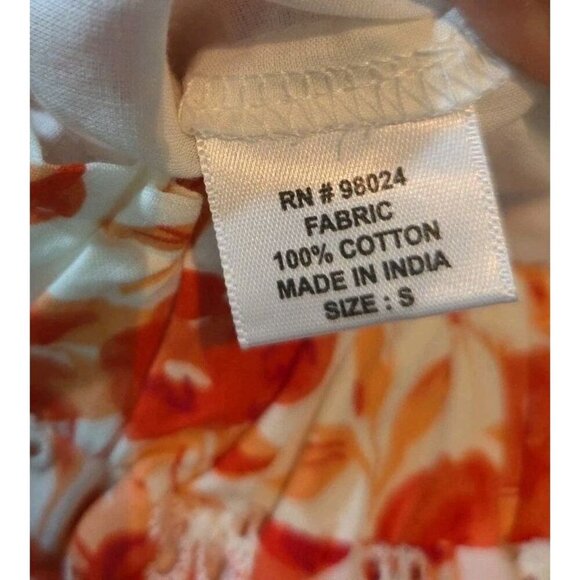 RN # 98024
FABRIC
100% COTTON
MADE IN INDIA
SIZE : S